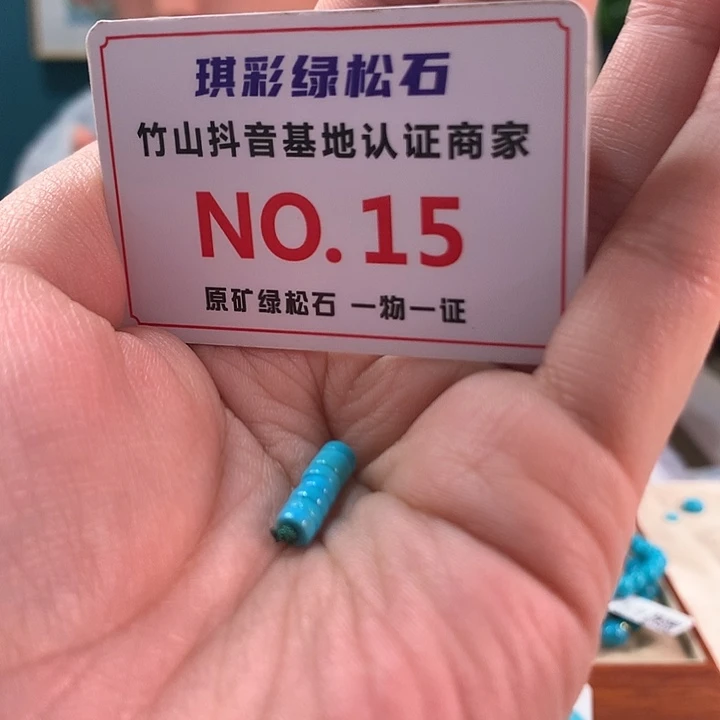 琪彩绿松石
竹山抖音基地认证商家
NO.15
原矿绿松石 一物一证